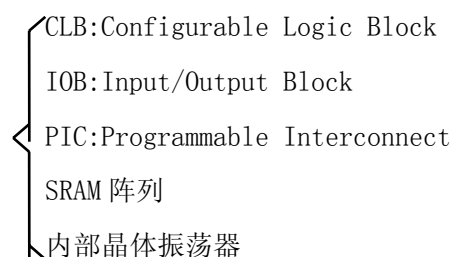 CLB:Configurable Logic Block
IOB:Input/Output Block
PIC:Programmable Interconnect
SRAM 阵列
内部晶体振荡器